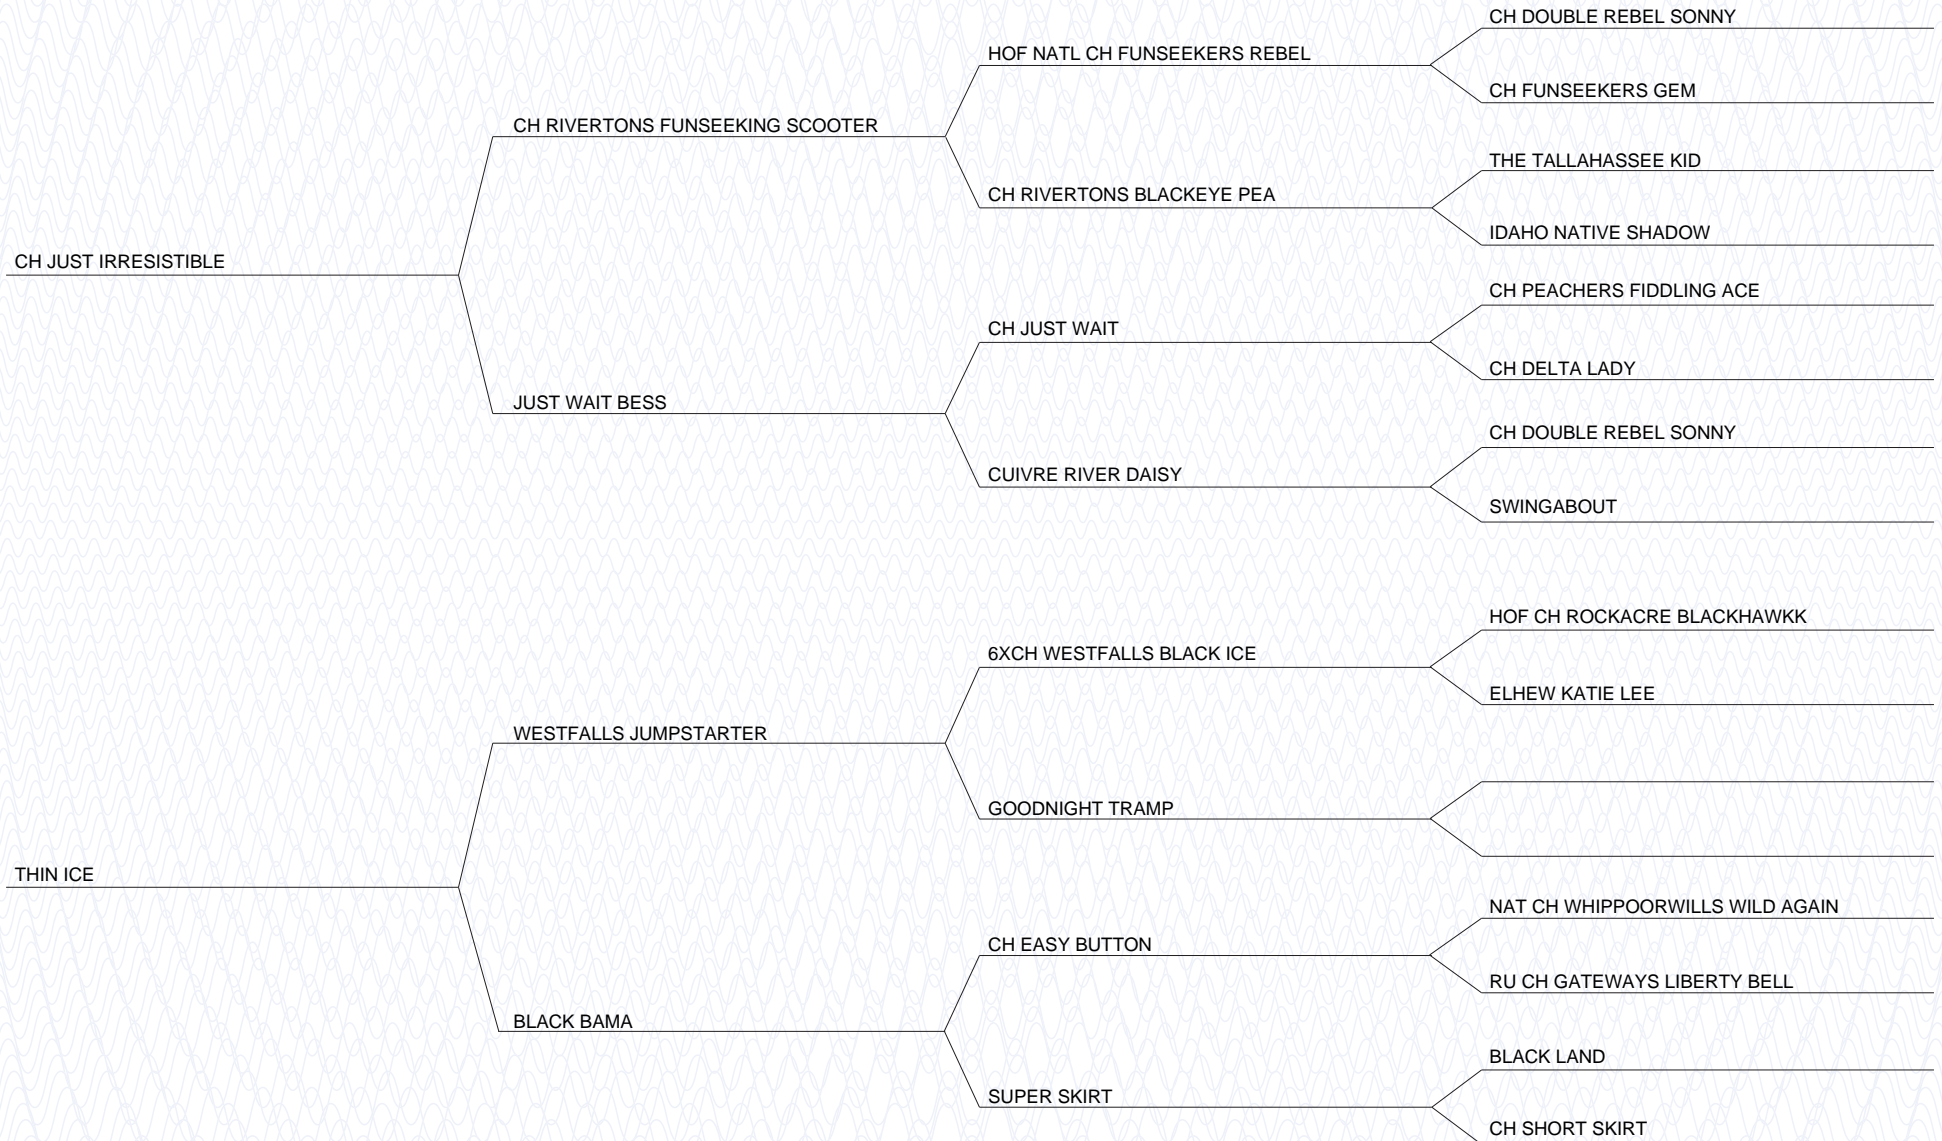 CH DOUBLE REBEL SONNY
HOF NATL CH FUNSEEKERS REBEL
CH FUNSEEKERS GEM
CH RIVERTONS FUNSEEKING SCOOTER
THE TALLAHASSEE KID
CH RIVERTONS BLACKEYE PEA
IDAHO NATIVE SHADOW
CH JUST IRRESISTIBLE
CH PEACHERS FIDDLING ACE
CH JUST WAIT
CH DELTA LADY
JUST WAIT BESS
CH DOUBLE REBEL SONNY
CUIVRE RIVER DAISY
SWINGABOUT
HOF CH ROCKACRE BLACKHAWKK
6XCH WESTFALLS BLACK ICE
ELHEW KATIE LEE
WESTFALLS JUMPSTARTER
GOODNIGHT TRAMP
THIN ICE
NAT CH WHIPPOORWILLS WILD AGAIN
CH EASY BUTTON
RU CH GATEWAYS LIBERTY BELL
BLACK BAMA
BLACK LAND
SUPER SKIRT
CH SHORT SKIRT